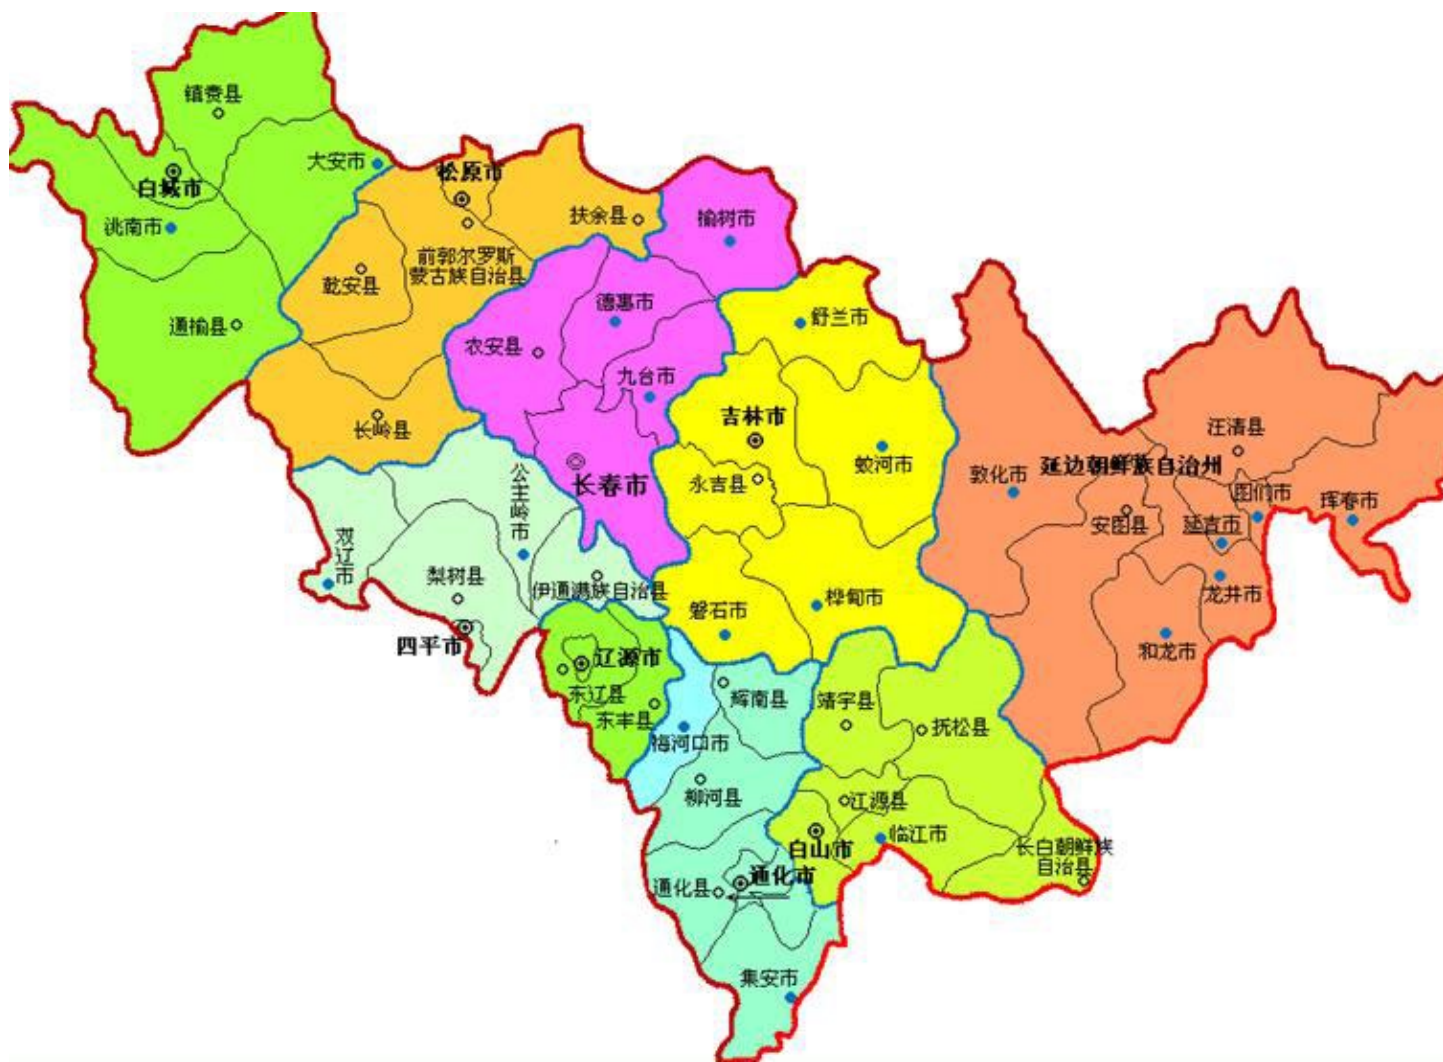 镇赉县
大安市
白城市
洮南市
松原市
扶余县
榆树市
前郭尔罗斯
蒙古族自治县
乾安县
通榆县
德惠市
舒兰市
农安县
九台市
吉林市
长岭县
汪清县
蛟河市
延边朝鲜族自治州
敦化市
长春市
永吉县
公主岭市
图们市
珲春市
安图县
延吉市
双辽市
梨树县
伊通满族自治县
龙井市
磐石市
桦甸市
四平市
和龙市
辽源市
东辽县
辉南县
靖宇县
东丰县
抚松县
梅河口市
柳河县
江源县
临江市
白山市
长白朝鲜族
自治县
通化市
通化县
集安市